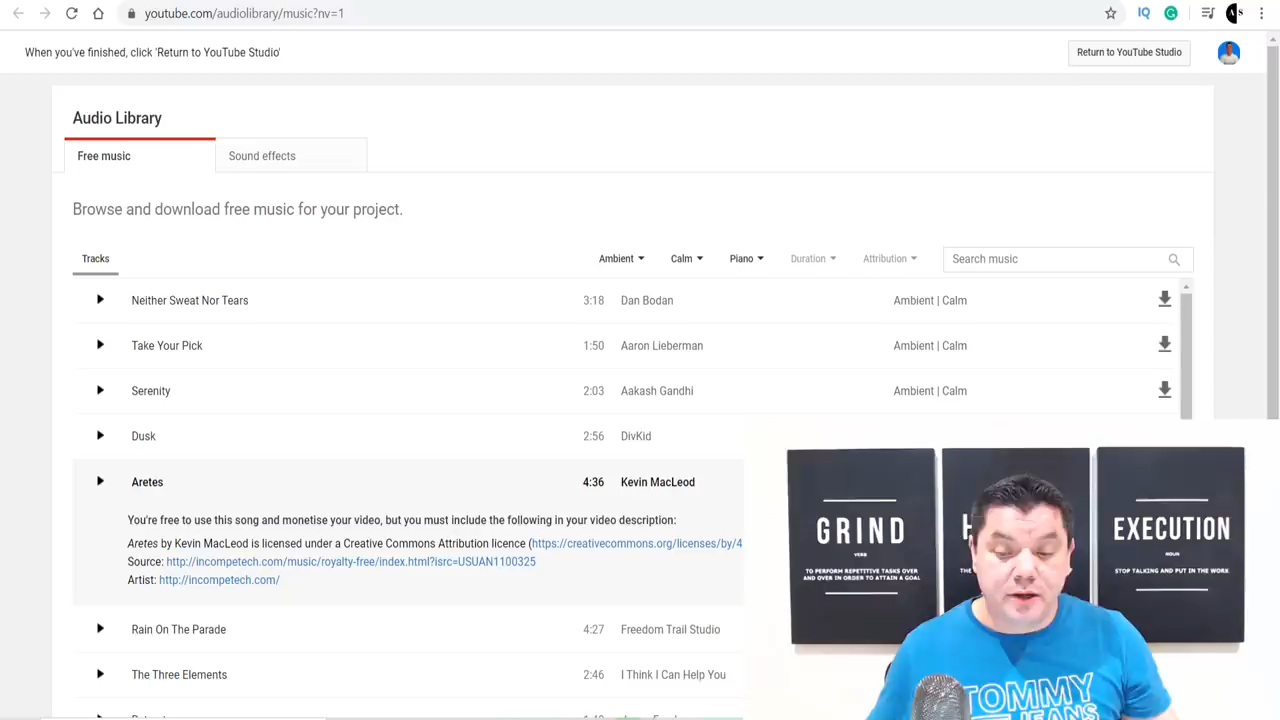 youtube.com/audiolibrary/music?nv=1
When you've finished, click 'Return to YouTube Studio'
Return to YouTube Studio
Audio Library
Free music
Sound effects
Browse and download free music for your project.
Tracks
Ambient
Calm
Piano
Duration
Attribution
Search music
Neither Sweat Nor Tears 3:18 Dan Bodan Ambient | Calm
Take Your Pick 1:50 Aaron Lieberman Ambient | Calm
Serenity 2:03 Aakash Gandhi Ambient | Calm
Dusk 2:56 DivKid
Aretes 4:36 Kevin MacLeod
You're free to use this song and monetise your video, but you must include the following in your video description:
Aretes by Kevin MacLeod is licensed under a Creative Commons Attribution licence (https://creativecommons.org/licenses/by/4
Source: http://incompetech.com/music/royalty-free/index.html?isrc=USUAN1100325
Artist: http://incompetech.com/
Rain On The Parade 4:27 Freedom Trail Studio
The Three Elements 2:46 I Think I Can Help You
GRIND
VERB
TO PERFORM REPETITIVE TASKS OVER
AND OVER IN ORDER TO ATTAIN A GOAL
H
THE
EXECUTION
NOUN
STOP TALKING AND PUT IN THE WORK
TOMMY
JEANS